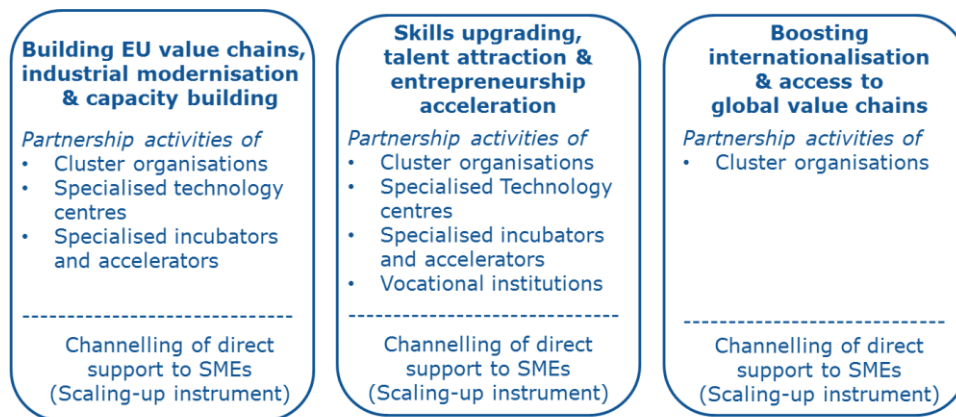 Building EU value chains,
industrial modernisation
& capacity building
Partnership activities of
• Cluster organisations
• Specialised technology
centres
• Specialised incubators
and accelerators
------------------------------
Channelling of direct
support to SMEs
(Scaling-up instrument)
Skills upgrading,
talent attraction &
entrepreneurship
acceleration
Partnership activities of
• Cluster organisations
• Specialised Technology
centres
• Specialised incubators
and accelerators
• Vocational institutions
------------------------------
Channelling of direct
support to SMEs
(Scaling-up instrument)
Boosting
internationalisation
& access to
global value chains
Partnership activities of
• Cluster organisations
-----------------------------
Channelling of direct
support to SMEs
(Scaling-up instrument)